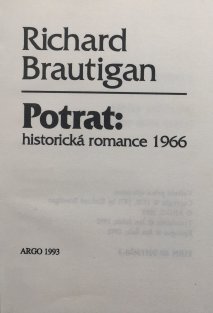 Richard
Brautigan
Potrat:
historická romance 1966
ARGO 1993